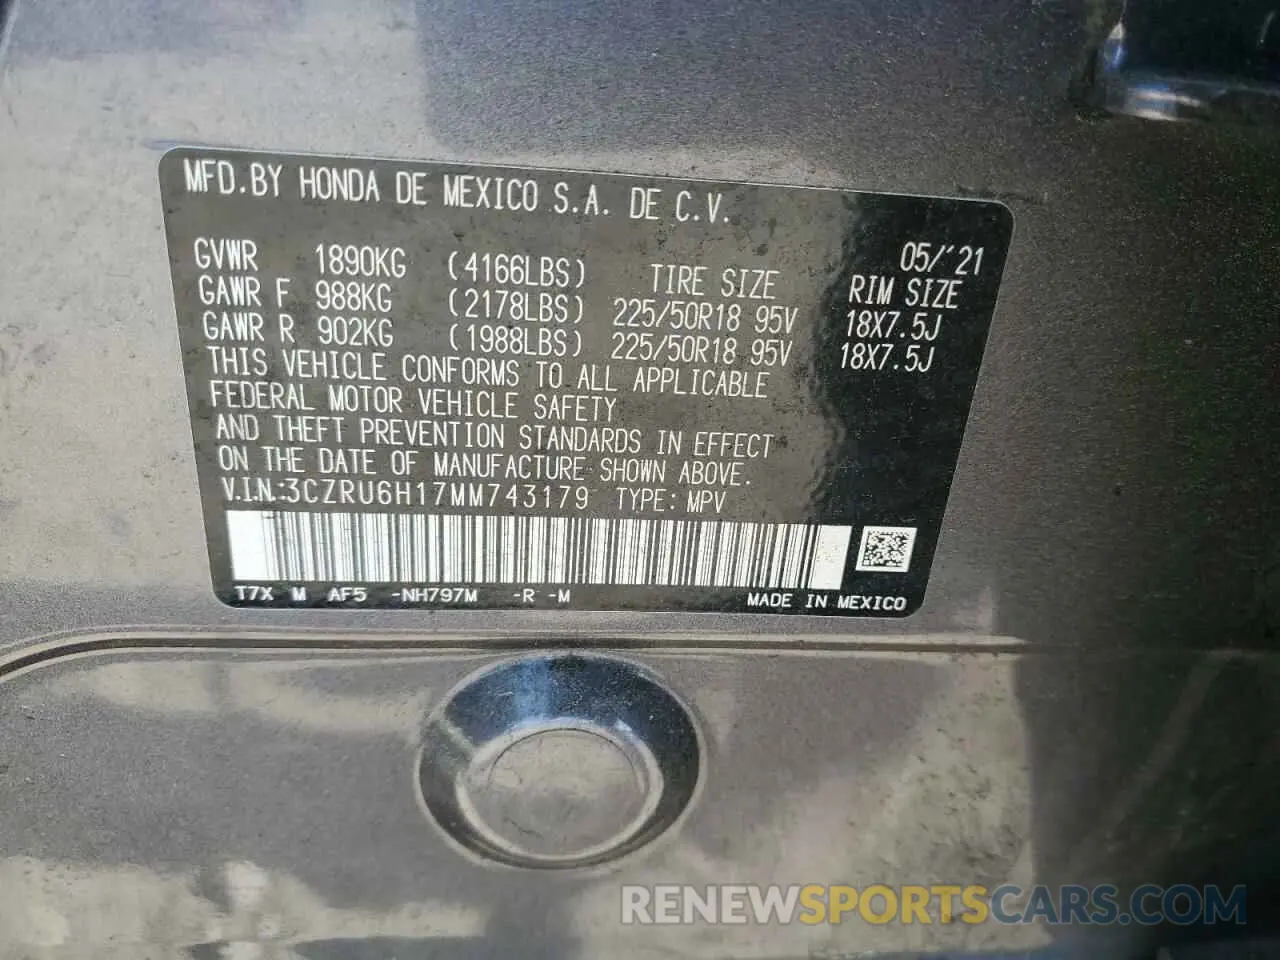 MFD.BY HONDA DE MEXICO S.A. DE C.V.
05/'21
GVWR 1890KG (4166LBS) TIRE SIZE RIM SIZE
GAWR F 988KG (2178LBS) 225/50R18 95V 18X7.5J
GAWR R 902KG (1988LBS) 225/50R18 95V 18X7.5J
THIS VEHICLE CONFORMS TO ALL APPLICABLE
FEDERAL MOTOR VEHICLE SAFETY
AND THEFT PREVENTION STANDARDS IN EFFECT
ON THE DATE OF MANUFACTURE SHOWN ABOVE.
V.I.N.:3CZRU6H17MM743179 TYPE: MPV
T7X M AF5 -NH797M -R -M MADE IN MEXICO
RENEWSPORTSCARS.COM